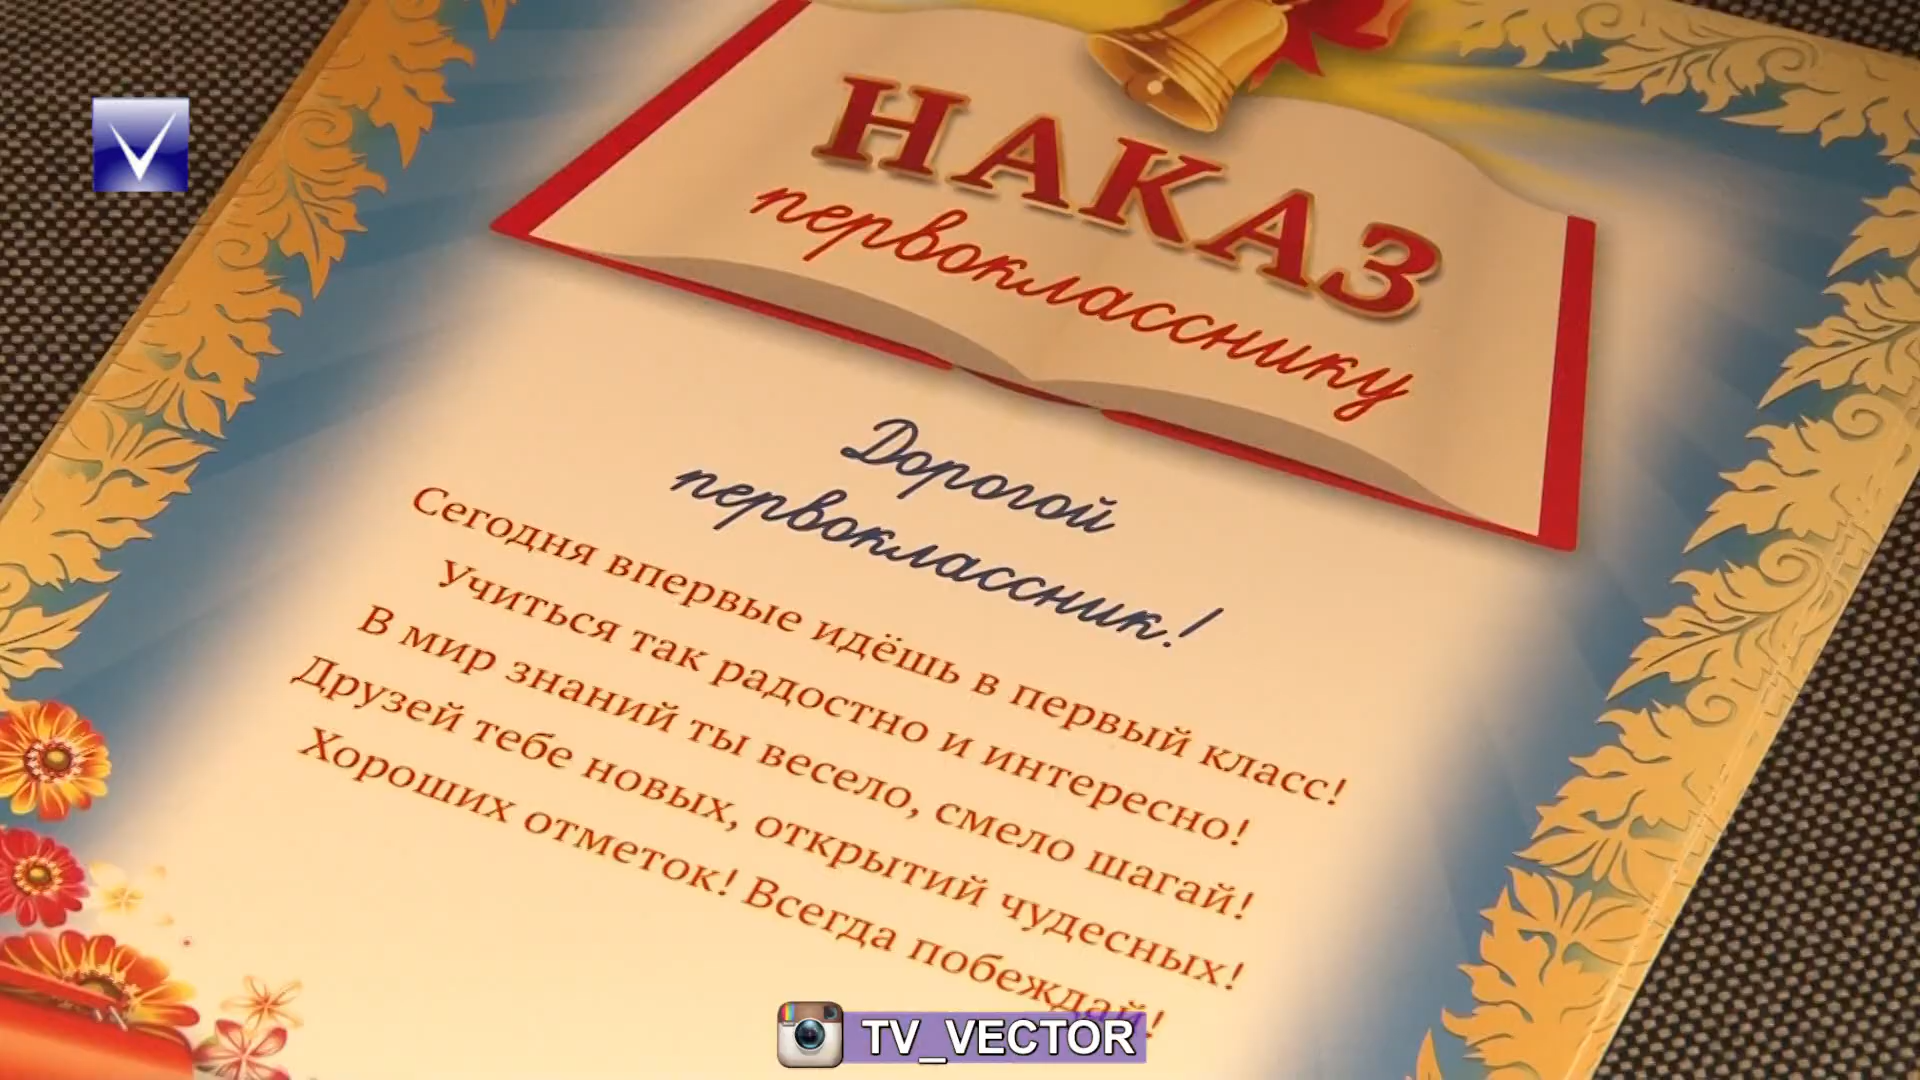 НАКАЗ
первокласснику
Дорогой
первоклассник!
Сегодня впервые идёшь в первый класс!
Учиться так радостно и интересно!
В мир знаний ты весело, смело шагай!
Друзей тебе новых, открытий чудесных!
Хороших отметок! Всегда побеждай!
TV_VECTOR